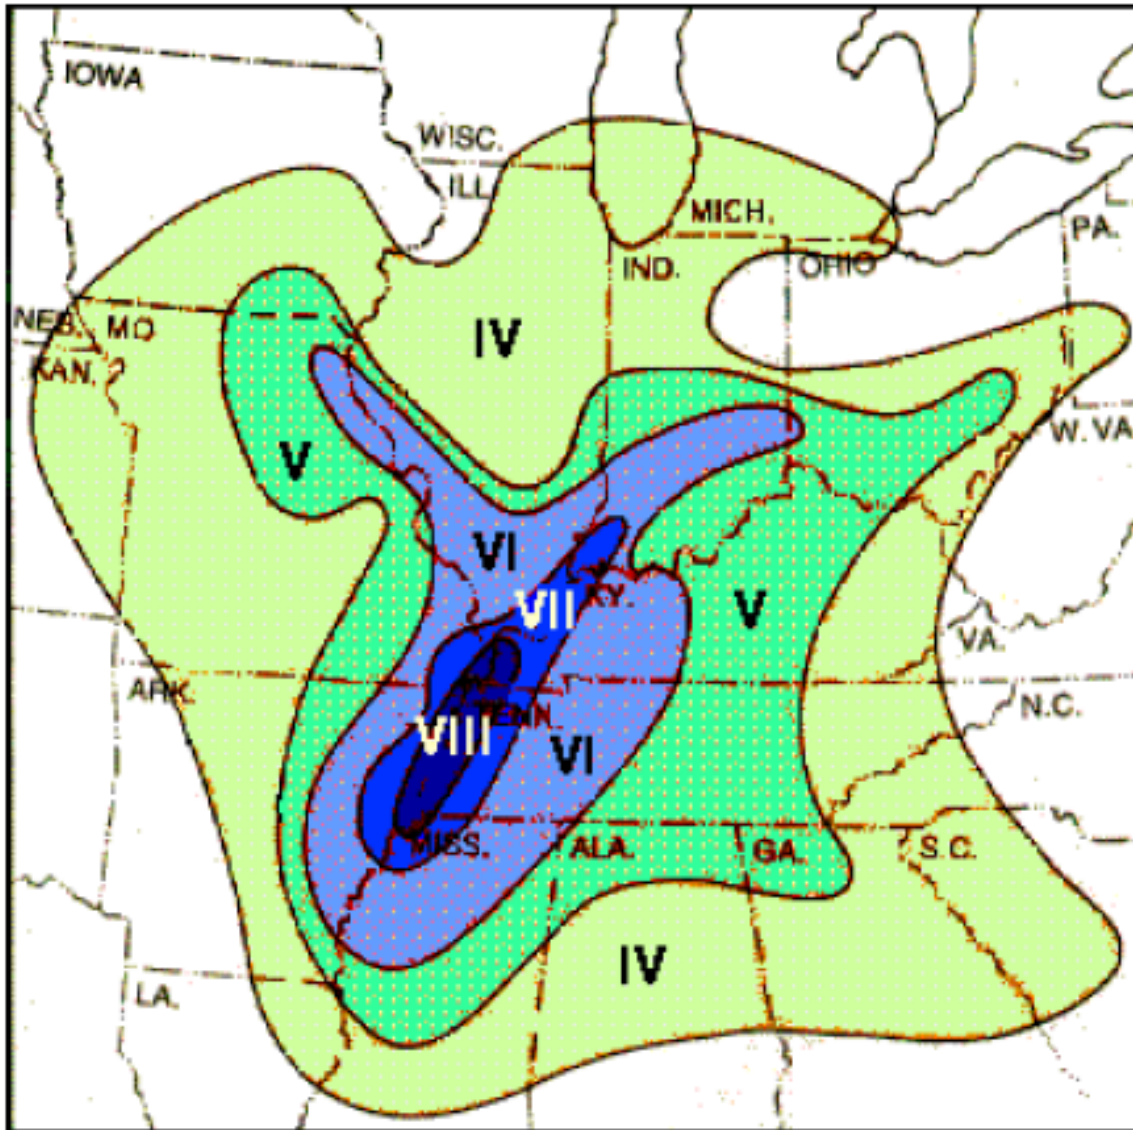 IOWA
WISC.
ILL
MICH.
PA.
IND.
OHIO
NEB. MO
KAN.
IV
W. VA
V
VI
VII
KY.
V
VA.
ARK.
N.C.
TENN
VIII
VI
MISS.
ALA.
GA.
S.C.
IV
LA.